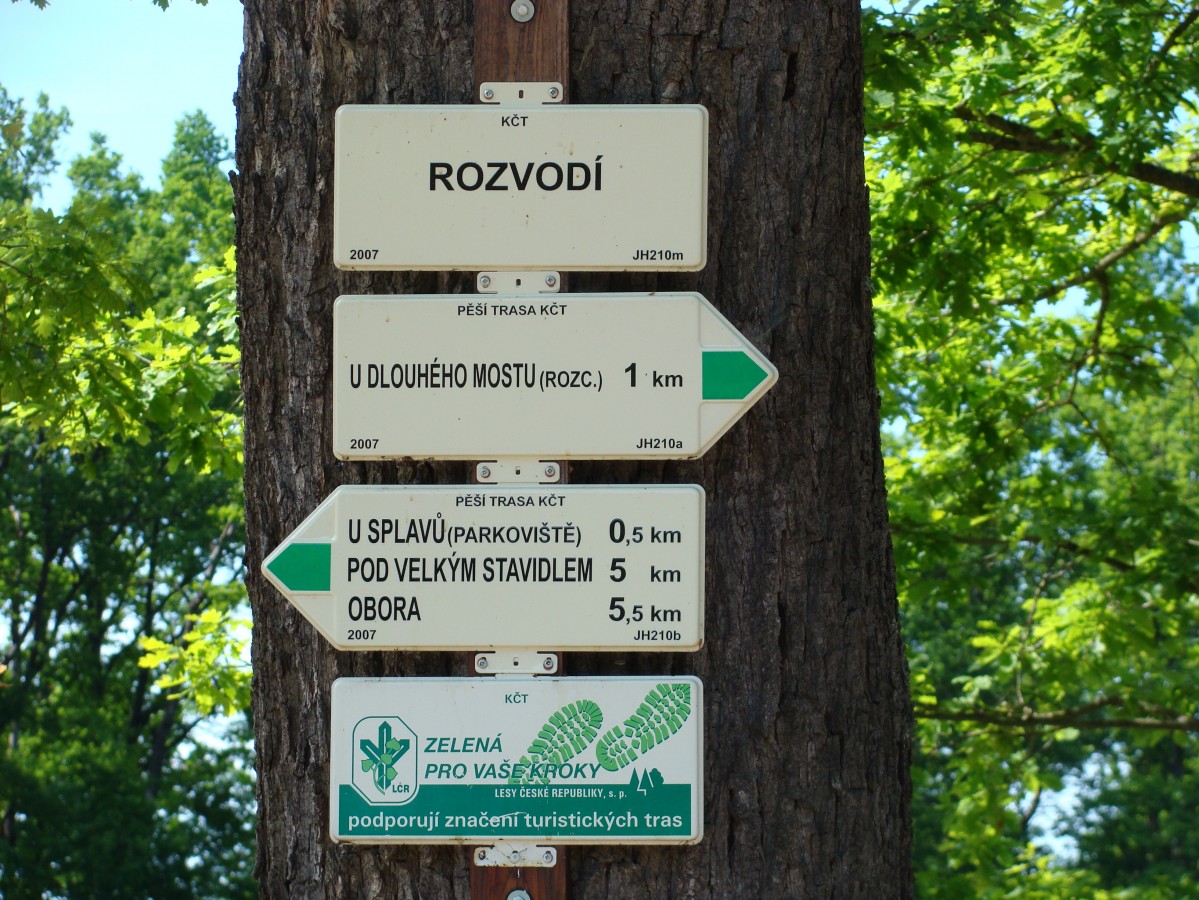 KČT
ROZVODÍ
2007 JH210m
PĚŠÍ TRASA KČT
U DLOUHÉHO MOSTU (ROZC.) 1 km
2007 JH210a
PĚŠÍ TRASA KČT
U SPLAVŮ (PARKOVIŠTĚ) 0,5 km
POD VELKÝM STAVIDLEM 5 km
OBORA 5,5 km
2007 JH210b
KČT
ZELENÁ
PRO VAŠE KROKY
LČR
LESY ČESKÉ REPUBLIKY, s. p.
podporují značení turistických tras